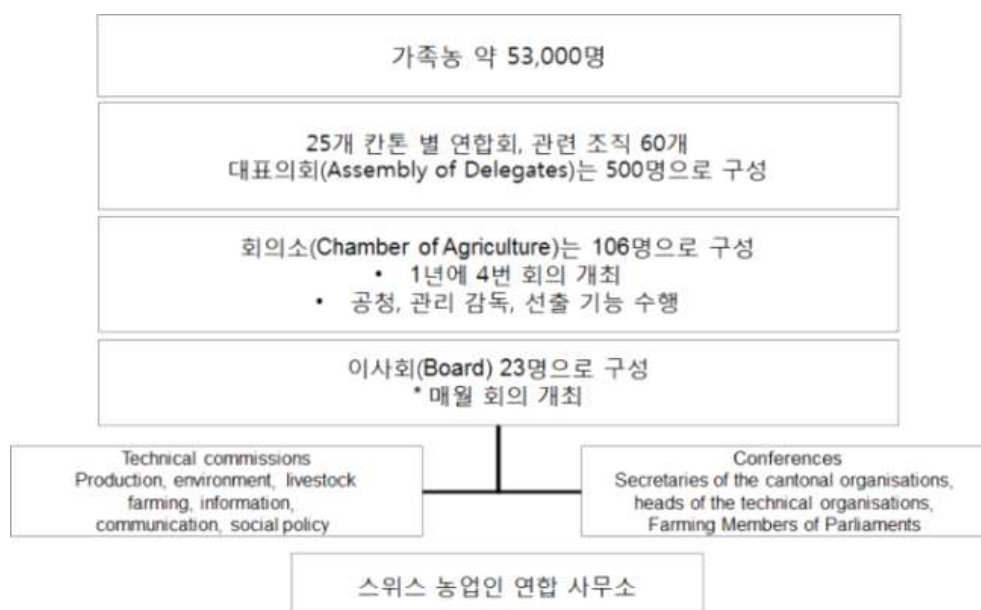 가족농 약 53,000명
25개 칸톤 별 연합회, 관련 조직 60개
대표의회(Assembly of Delegates)는 500명으로 구성
회의소(Chamber of Agriculture)는 106명으로 구성
• 1년에 4번 회의 개최
• 공청, 관리 감독, 선출 기능 수행
이사회(Board) 23명으로 구성
* 매월 회의 개최
Technical commissions
Production, environment, livestock
farming, information,
communication, social policy
Conferences
Secretaries of the cantonal organisations,
heads of the technical organisations,
Farming Members of Parliaments
스위스 농업인 연합 사무소